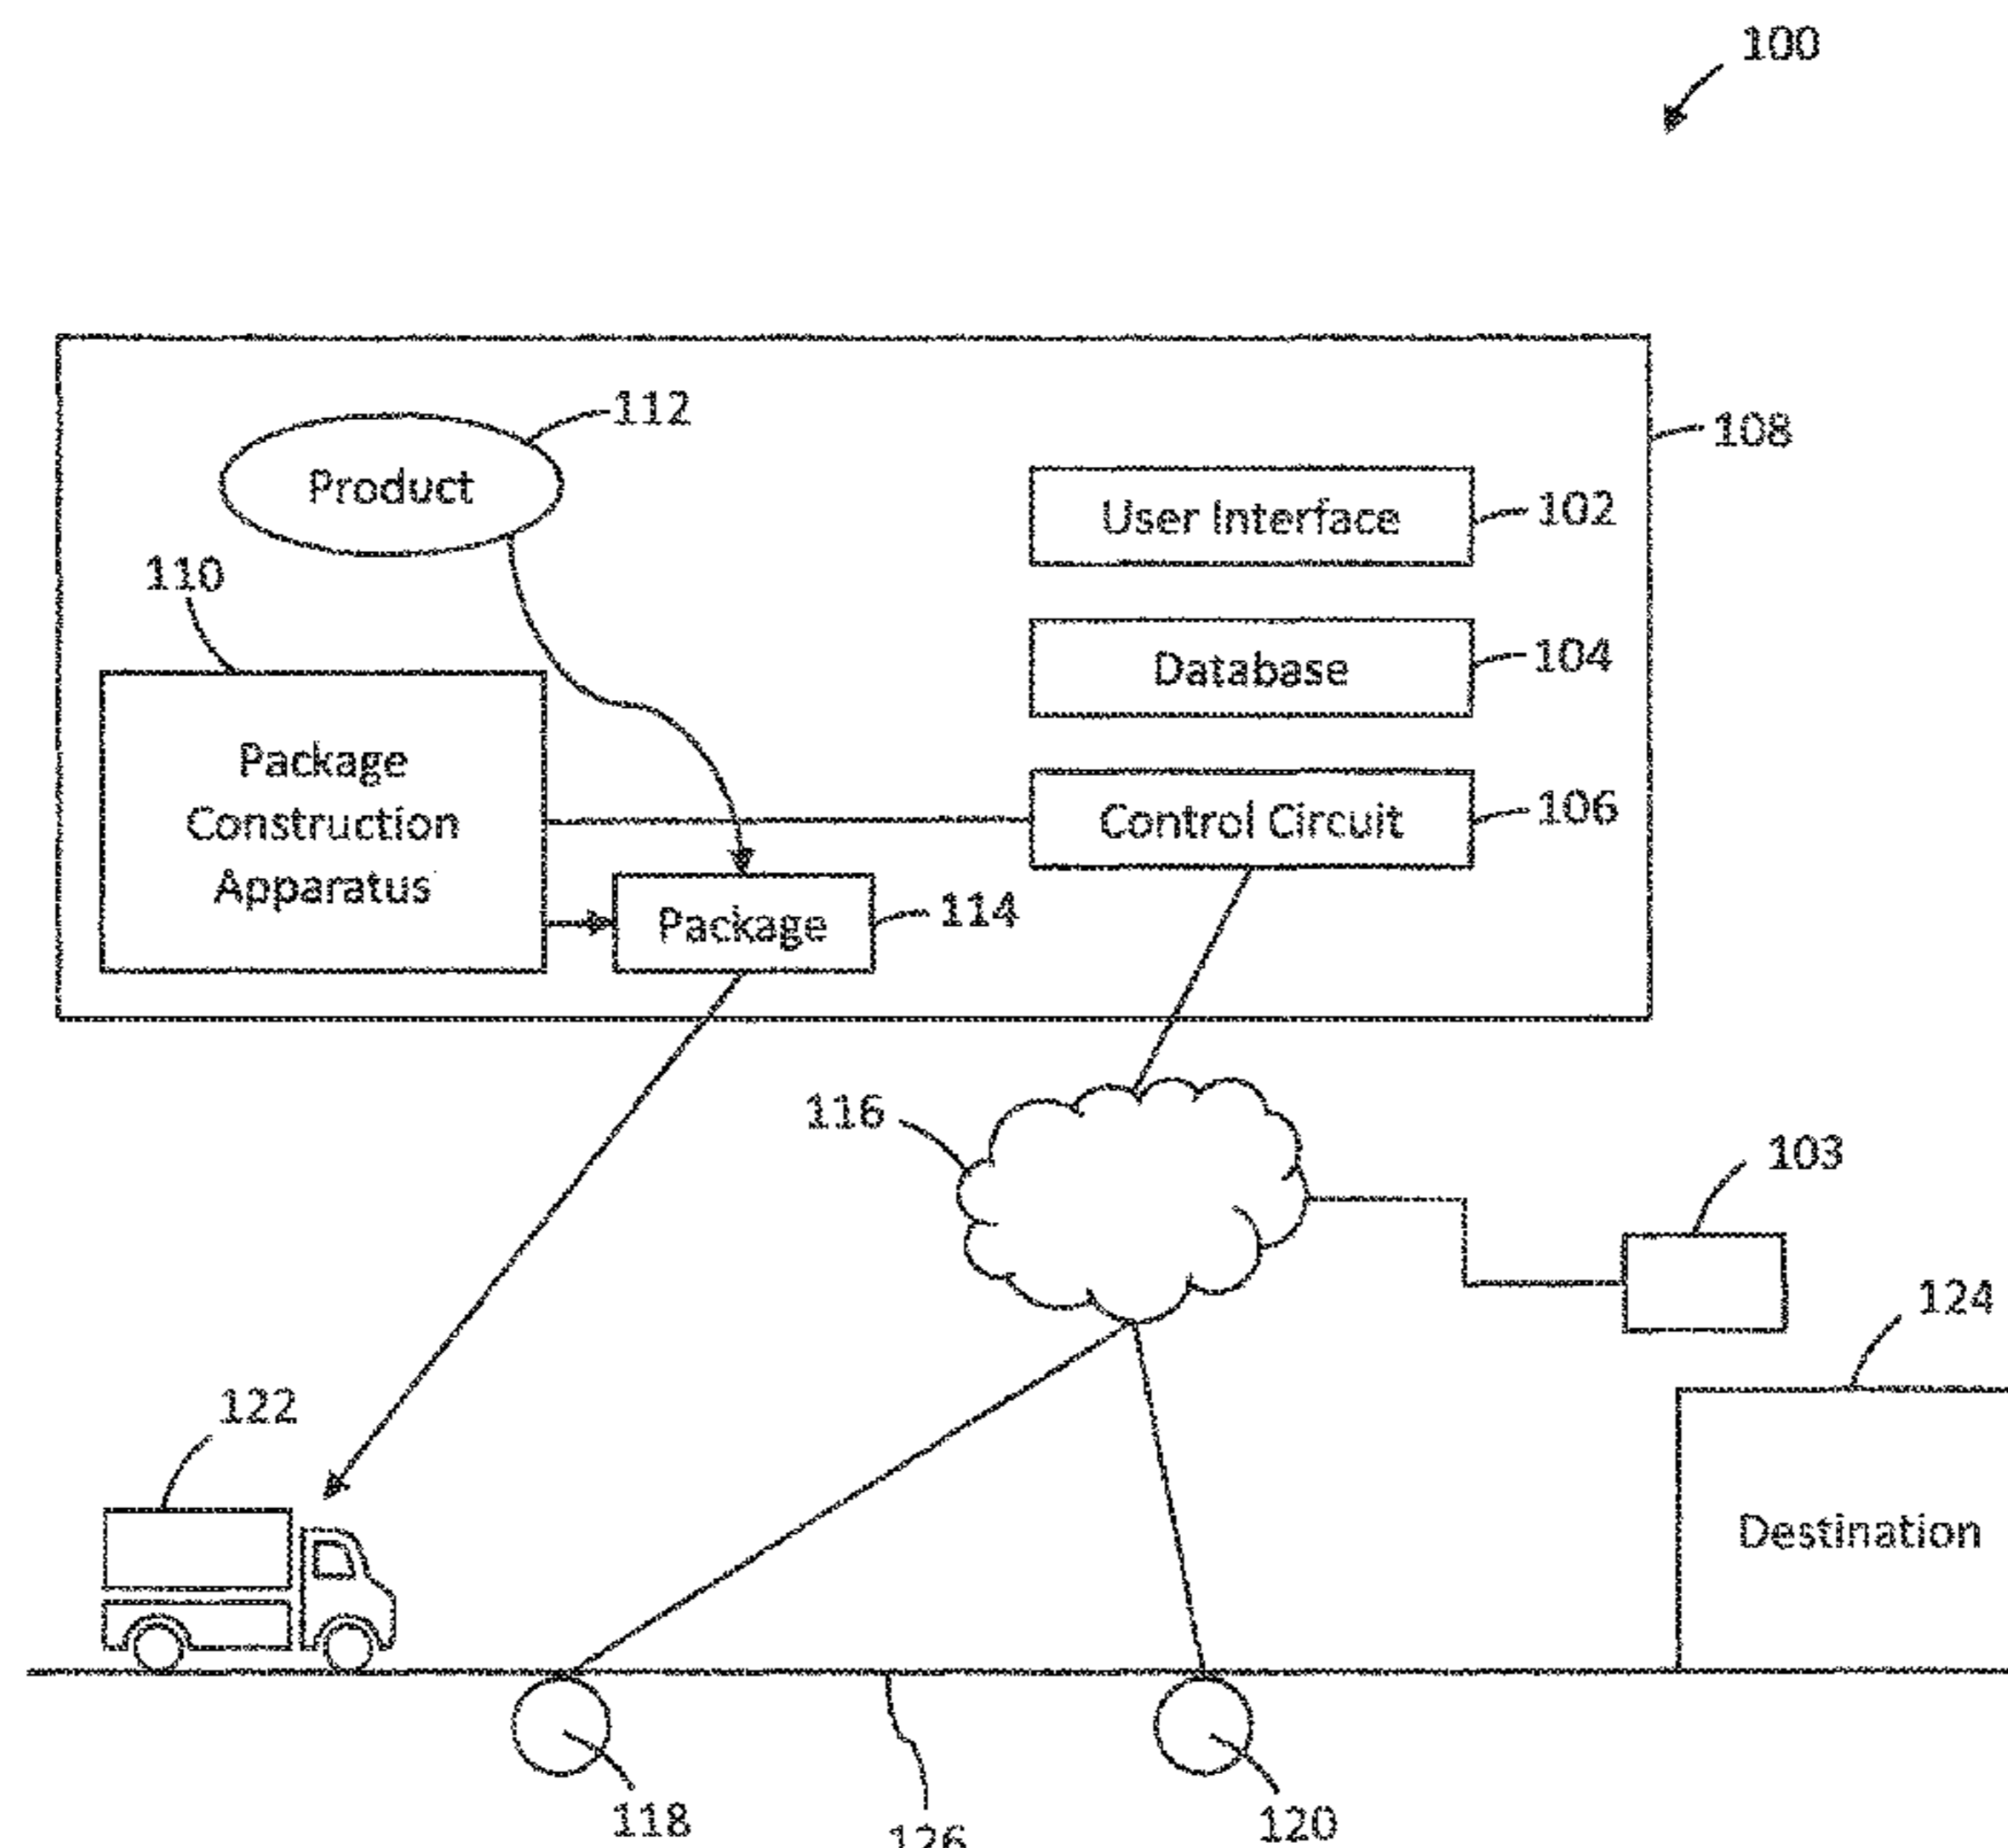 100
112
108
Product
User Interface
102
110
Database
104
Package
Construction
Apparatus
Control Circuit
106
Package
114
116
103
124
122
Destination
118
126
120